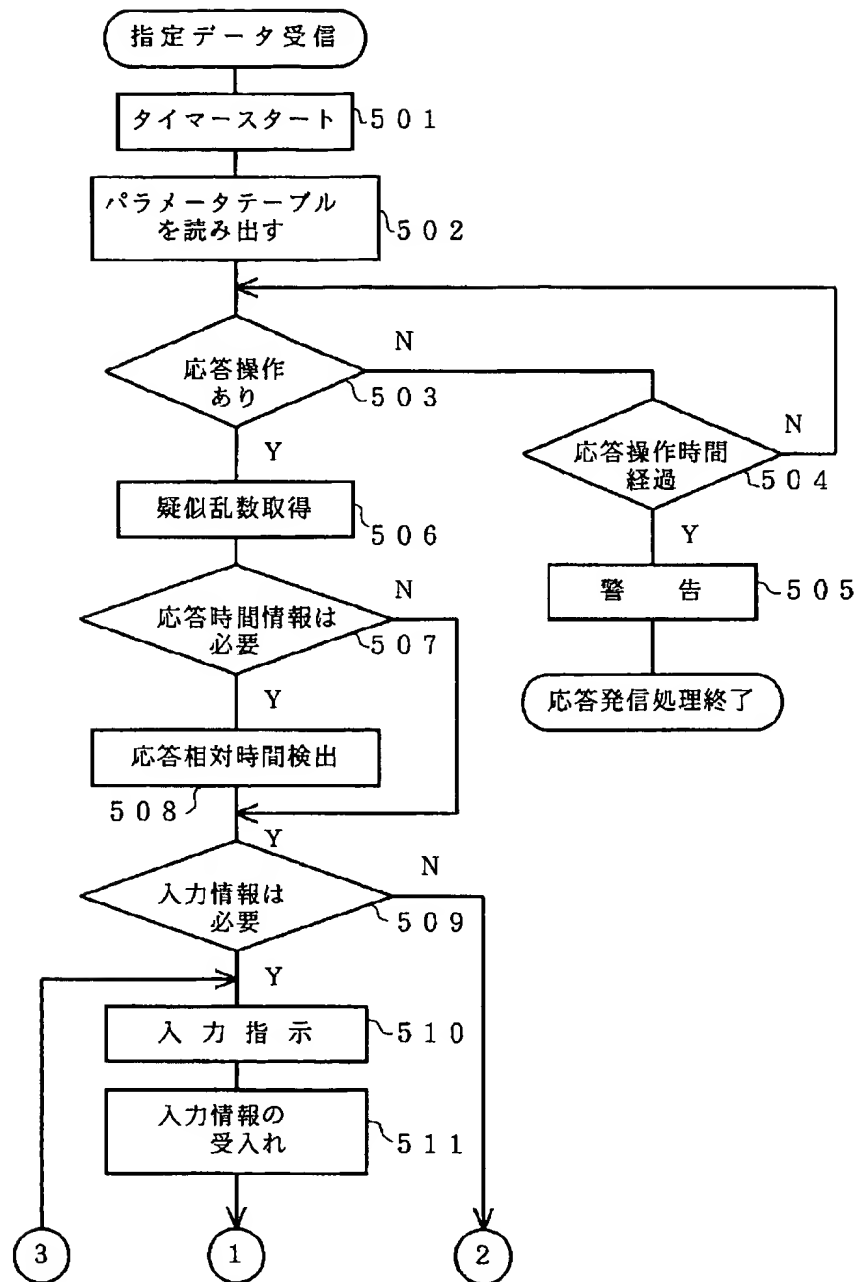 指定データ受信
タイマースタート
501
パラメータテーブル
を読み出す
502
応答操作
あり
503
N
Y
応答操作時間
経過
504
N
Y
警告
505
応答発信処理終了
疑似乱数取得
506
応答時間情報は
必要
507
N
Y
応答相対時間検出
508
Y
入力情報は
必要
509
N
Y
入力指示
510
入力情報の
受入れ
511
3
1
2